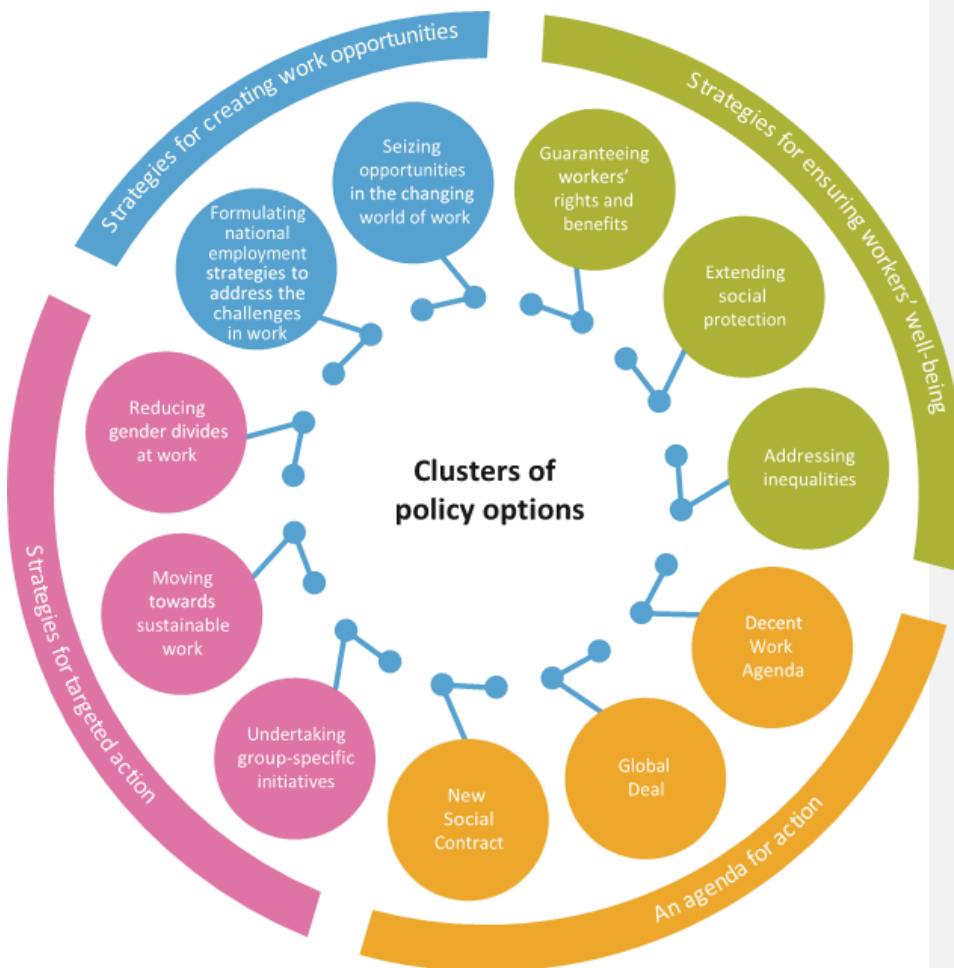 Strategies for creating work opportunities
Seizing
opportunities
in the changing
world of work
Formulating
national
employment
strategies to
address the
challenges
in work
Strategies for ensuring workers' well-being
Guaranteeing
workers'
rights and
benefits
Extending
social
protection
Addressing
inequalities
Clusters of
policy options
Strategies for targeted action
Reducing
gender divides
at work
Moving
towards
sustainable
work
Undertaking
group-specific
initiatives
An agenda for action
Decent
Work
Agenda
Global
Deal
New
Social
Contract